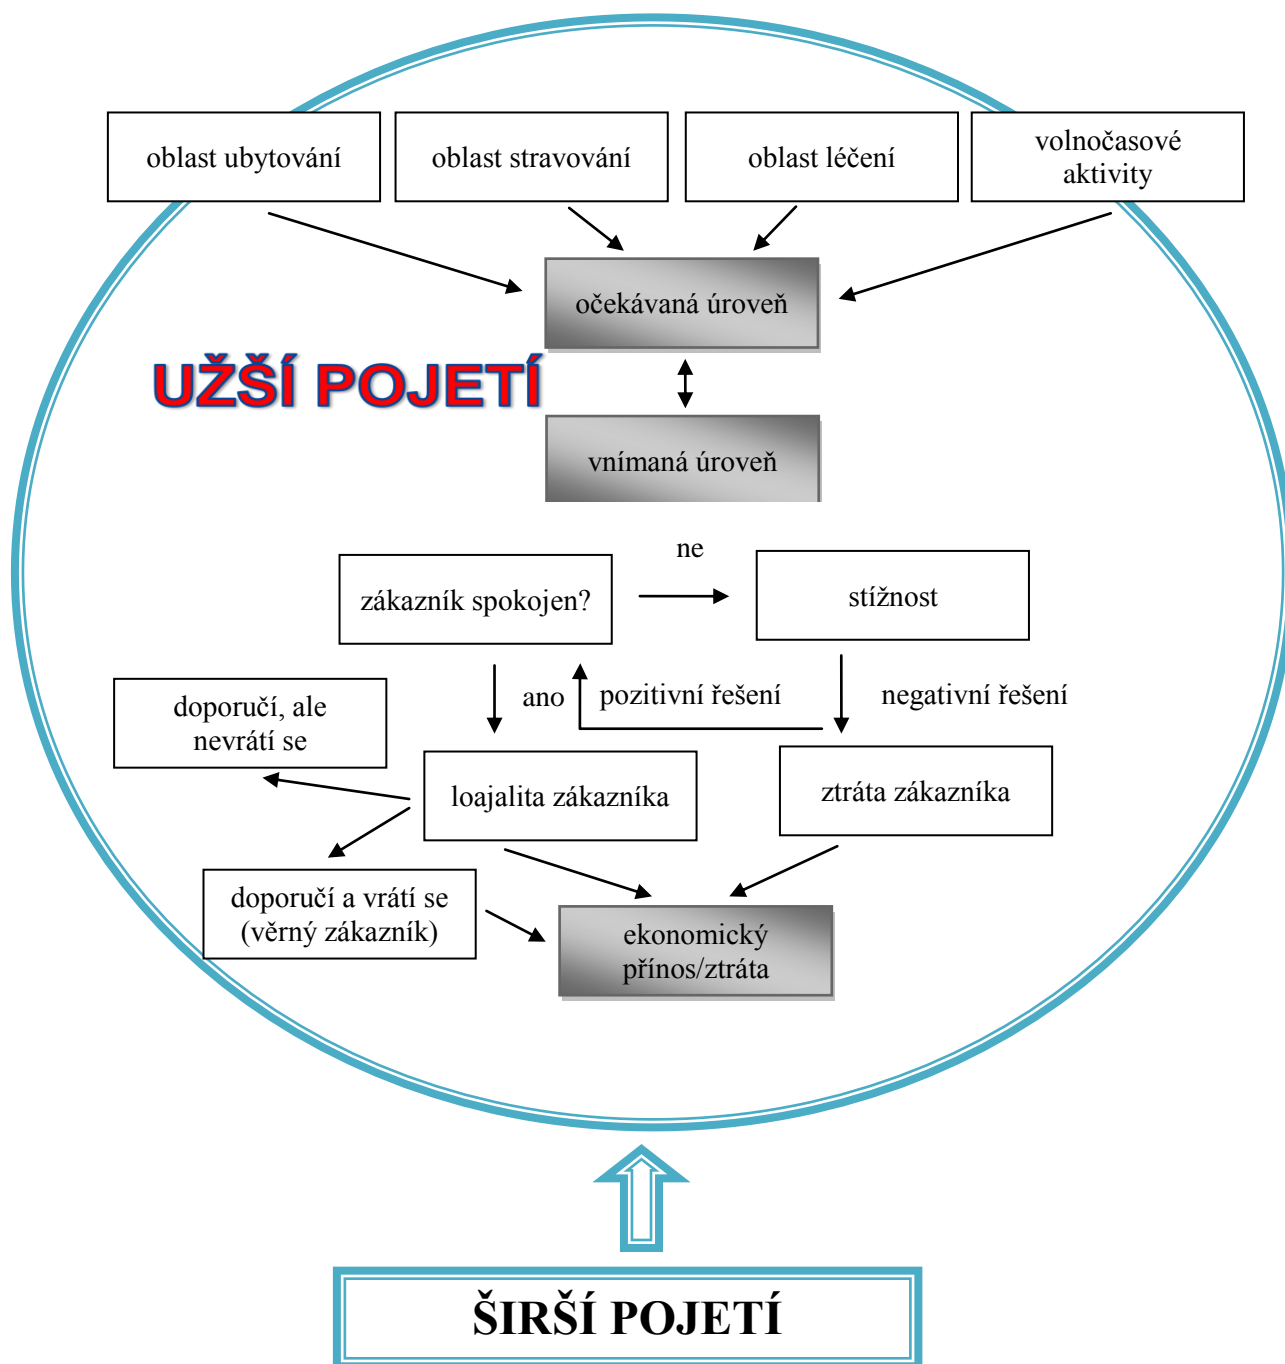 oblast ubytování
oblast stravování
oblast léčení
volnočasové
aktivity
očekávaná úroveň
UŽŠÍ POJETÍ
vnímaná úroveň
ne
zákazník spokojen?
stížnost
ano
pozitivní řešení
negativní řešení
doporučí, ale
nevrátí se
loajalita zákazníka
ztráta zákazníka
doporučí a vrátí se
(věrný zákazník)
ekonomický
přínos/ztráta
ŠIRŠÍ POJETÍ